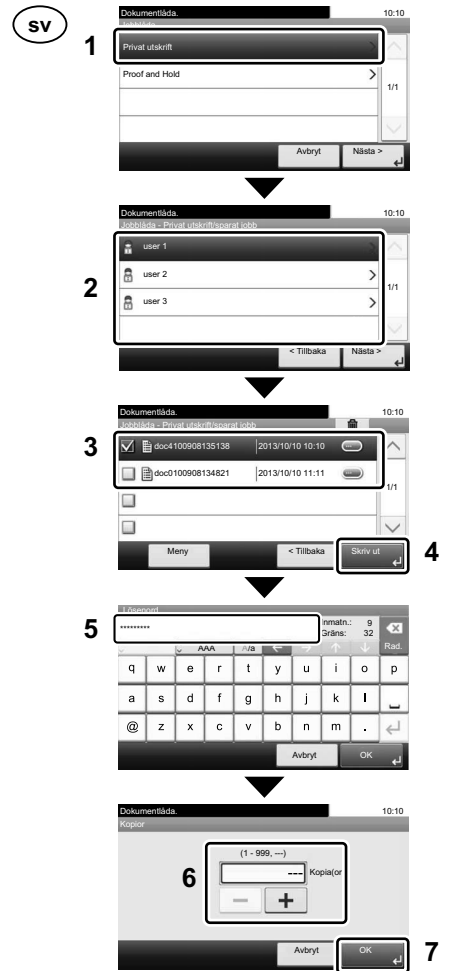 sv
Dokumentlåda. 10:10
Jobblåda
1
Privat utskrift
Proof and Hold
1/1
Avbryt Nästa >
Dokumentlåda. 10:10
Jobblåda - Privat utskrift/sparat jobb
2
user 1
user 2
user 3
1/1
< Tillbaka Nästa >
Dokumentlåda. 10:10
Jobblåda - Privat utskrift/sparat jobb
3
doc4100908135138 2013/10/10 10:10
doc0100908134821 2013/10/10 11:11
1/1
Meny < Tillbaka Skriv ut
4
Lösenord
5
********* Inmatn.: 9
Gräns: 32
AAA A/a Rad.
q w e r t y u i o p
a s d f g h j k l
@ z x c v b n m .
Avbryt OK
Dokumentlåda. 10:10
Kopior
6
(1 - 999, ---)
--- Kopia(or
− +
Avbryt OK
7